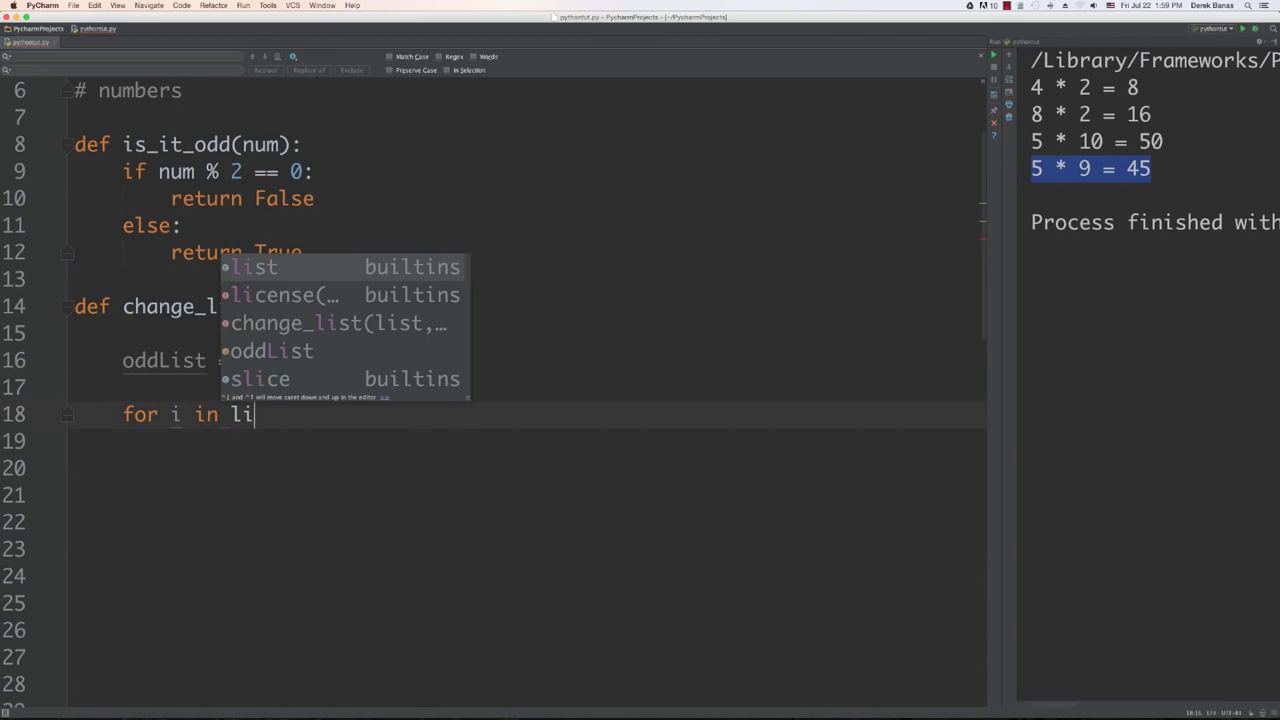 PyCharm File Edit View Navigate Code Refactor Run Tools VCS Window Help
10 Fri Jul 22 1:59 PM Derek Banas
pythontut.py - PycharmProjects - [~/PycharmProjects]
PycharmProjects pythontut.py
pythontut
pythontut.py
Run pythontut
Match Case Regex Words
Replace Replace all Exclude Preserve Case In Selection
6 # numbers
7
8 def is_it_odd(num):
9 if num % 2 == 0:
10 return False
11 else:
12 return True
13
14 def change_l
15
16 oddList =
17
18 for i in li
19
20
21
22
23
24
25
26
27
28
list builtins
license(…
change_list(list,…
oddList
slice builtins
^↓ and ^↑ will move caret down and up in the editor >>
/Library/Frameworks/P
4 * 2 = 8
8 * 2 = 16
5 * 10 = 50
5 * 9 = 45
Process finished with
18:16 LF÷ UTF-8÷